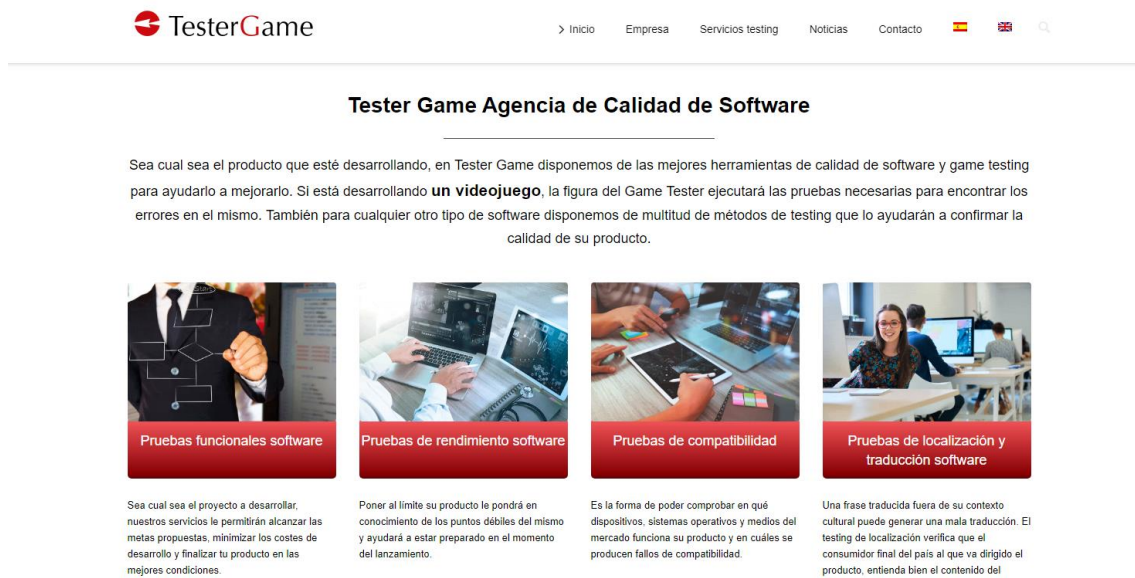 TesterGame
Inicio Empresa Servicios testing Noticias Contacto
Tester Game Agencia de Calidad de Software
Sea cual sea el producto que esté desarrollando, en Tester Game disponemos de las mejores herramientas de calidad de software y game testing
para ayudarlo a mejorarlo. Si está desarrollando un videojuego, la figura del Game Tester ejecutará las pruebas necesarias para encontrar los
errores en el mismo. También para cualquier otro tipo de software disponemos de multitud de métodos de testing que lo ayudarán a confirmar la
calidad de su producto.
Pruebas funcionales software
Sea cual sea el proyecto a desarrollar,
nuestros servicios le permitirán alcanzar las
metas propuestas, minimizar los costes de
desarrollo y finalizar tu producto en las
mejores condiciones.
Pruebas de rendimiento software
Poner al límite su producto le pondrá en
conocimiento de los puntos débiles del mismo
y ayudará a estar preparado en el momento
del lanzamiento.
Pruebas de compatibilidad
Es la forma de poder comprobar en qué
dispositivos, sistemas operativos y medios del
mercado funciona su producto y en cuáles se
producen fallos de compatibilidad.
Pruebas de localización y
traducción software
Una frase traducida fuera de su contexto
cultural puede generar una mala traducción. El
testing de localización verifica que el
consumidor final del país al que va dirigido el
producto, entienda bien el contenido del